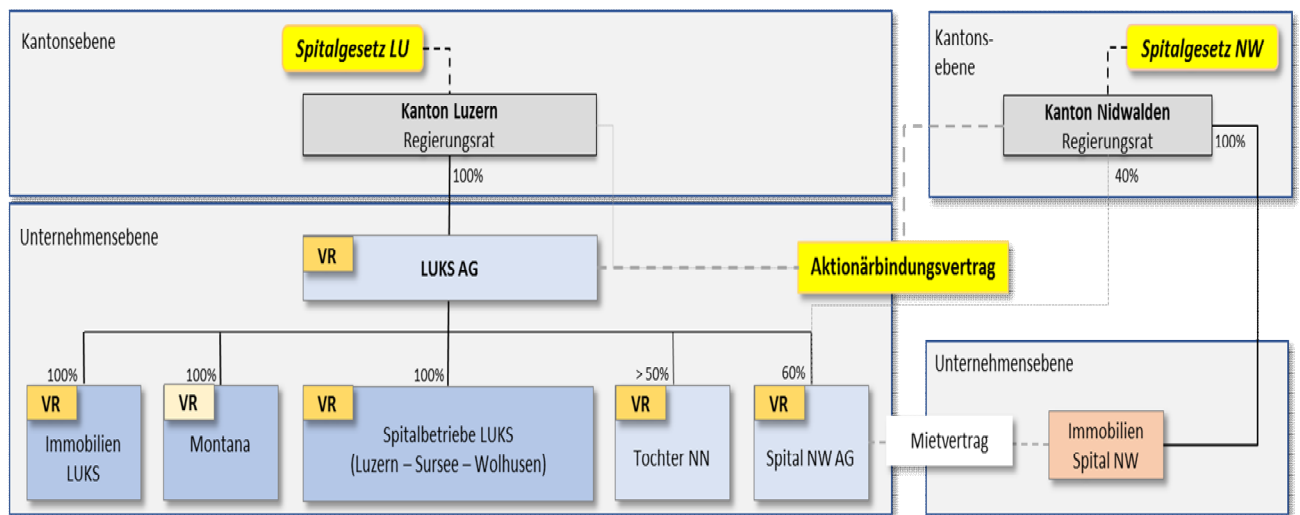 Kantonsebene
Spitalgesetz LU
Kanton Luzern
Regierungsrat
100%
Kantons-
ebene
Spitalgesetz NW
Kanton Nidwalden
Regierungsrat
100%
40%
Unternehmensebene
VR
LUKS AG
Aktionärbindungsvertrag
100%
VR
Immobilien
LUKS
100%
VR
Montana
100%
VR
Spitalbetriebe LUKS
(Luzern – Sursee – Wolhusen)
> 50%
VR
Tochter NN
60%
VR
Spital NW AG
Mietvertrag
Unternehmensebene
Immobilien
Spital NW